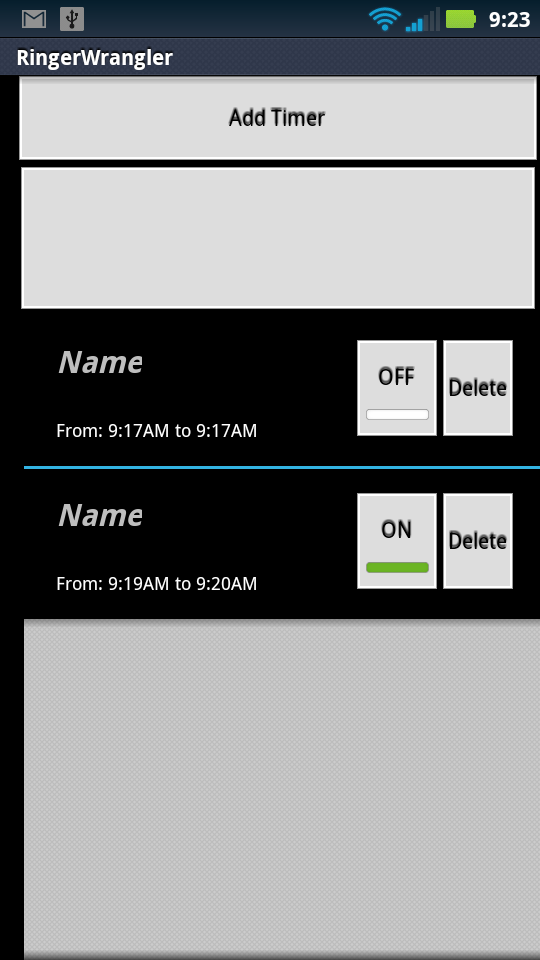 9:23
RingerWrangler
Add Timer
Name
OFF
Delete
From: 9:17AM to 9:17AM
Name
ON
Delete
From: 9:19AM to 9:20AM